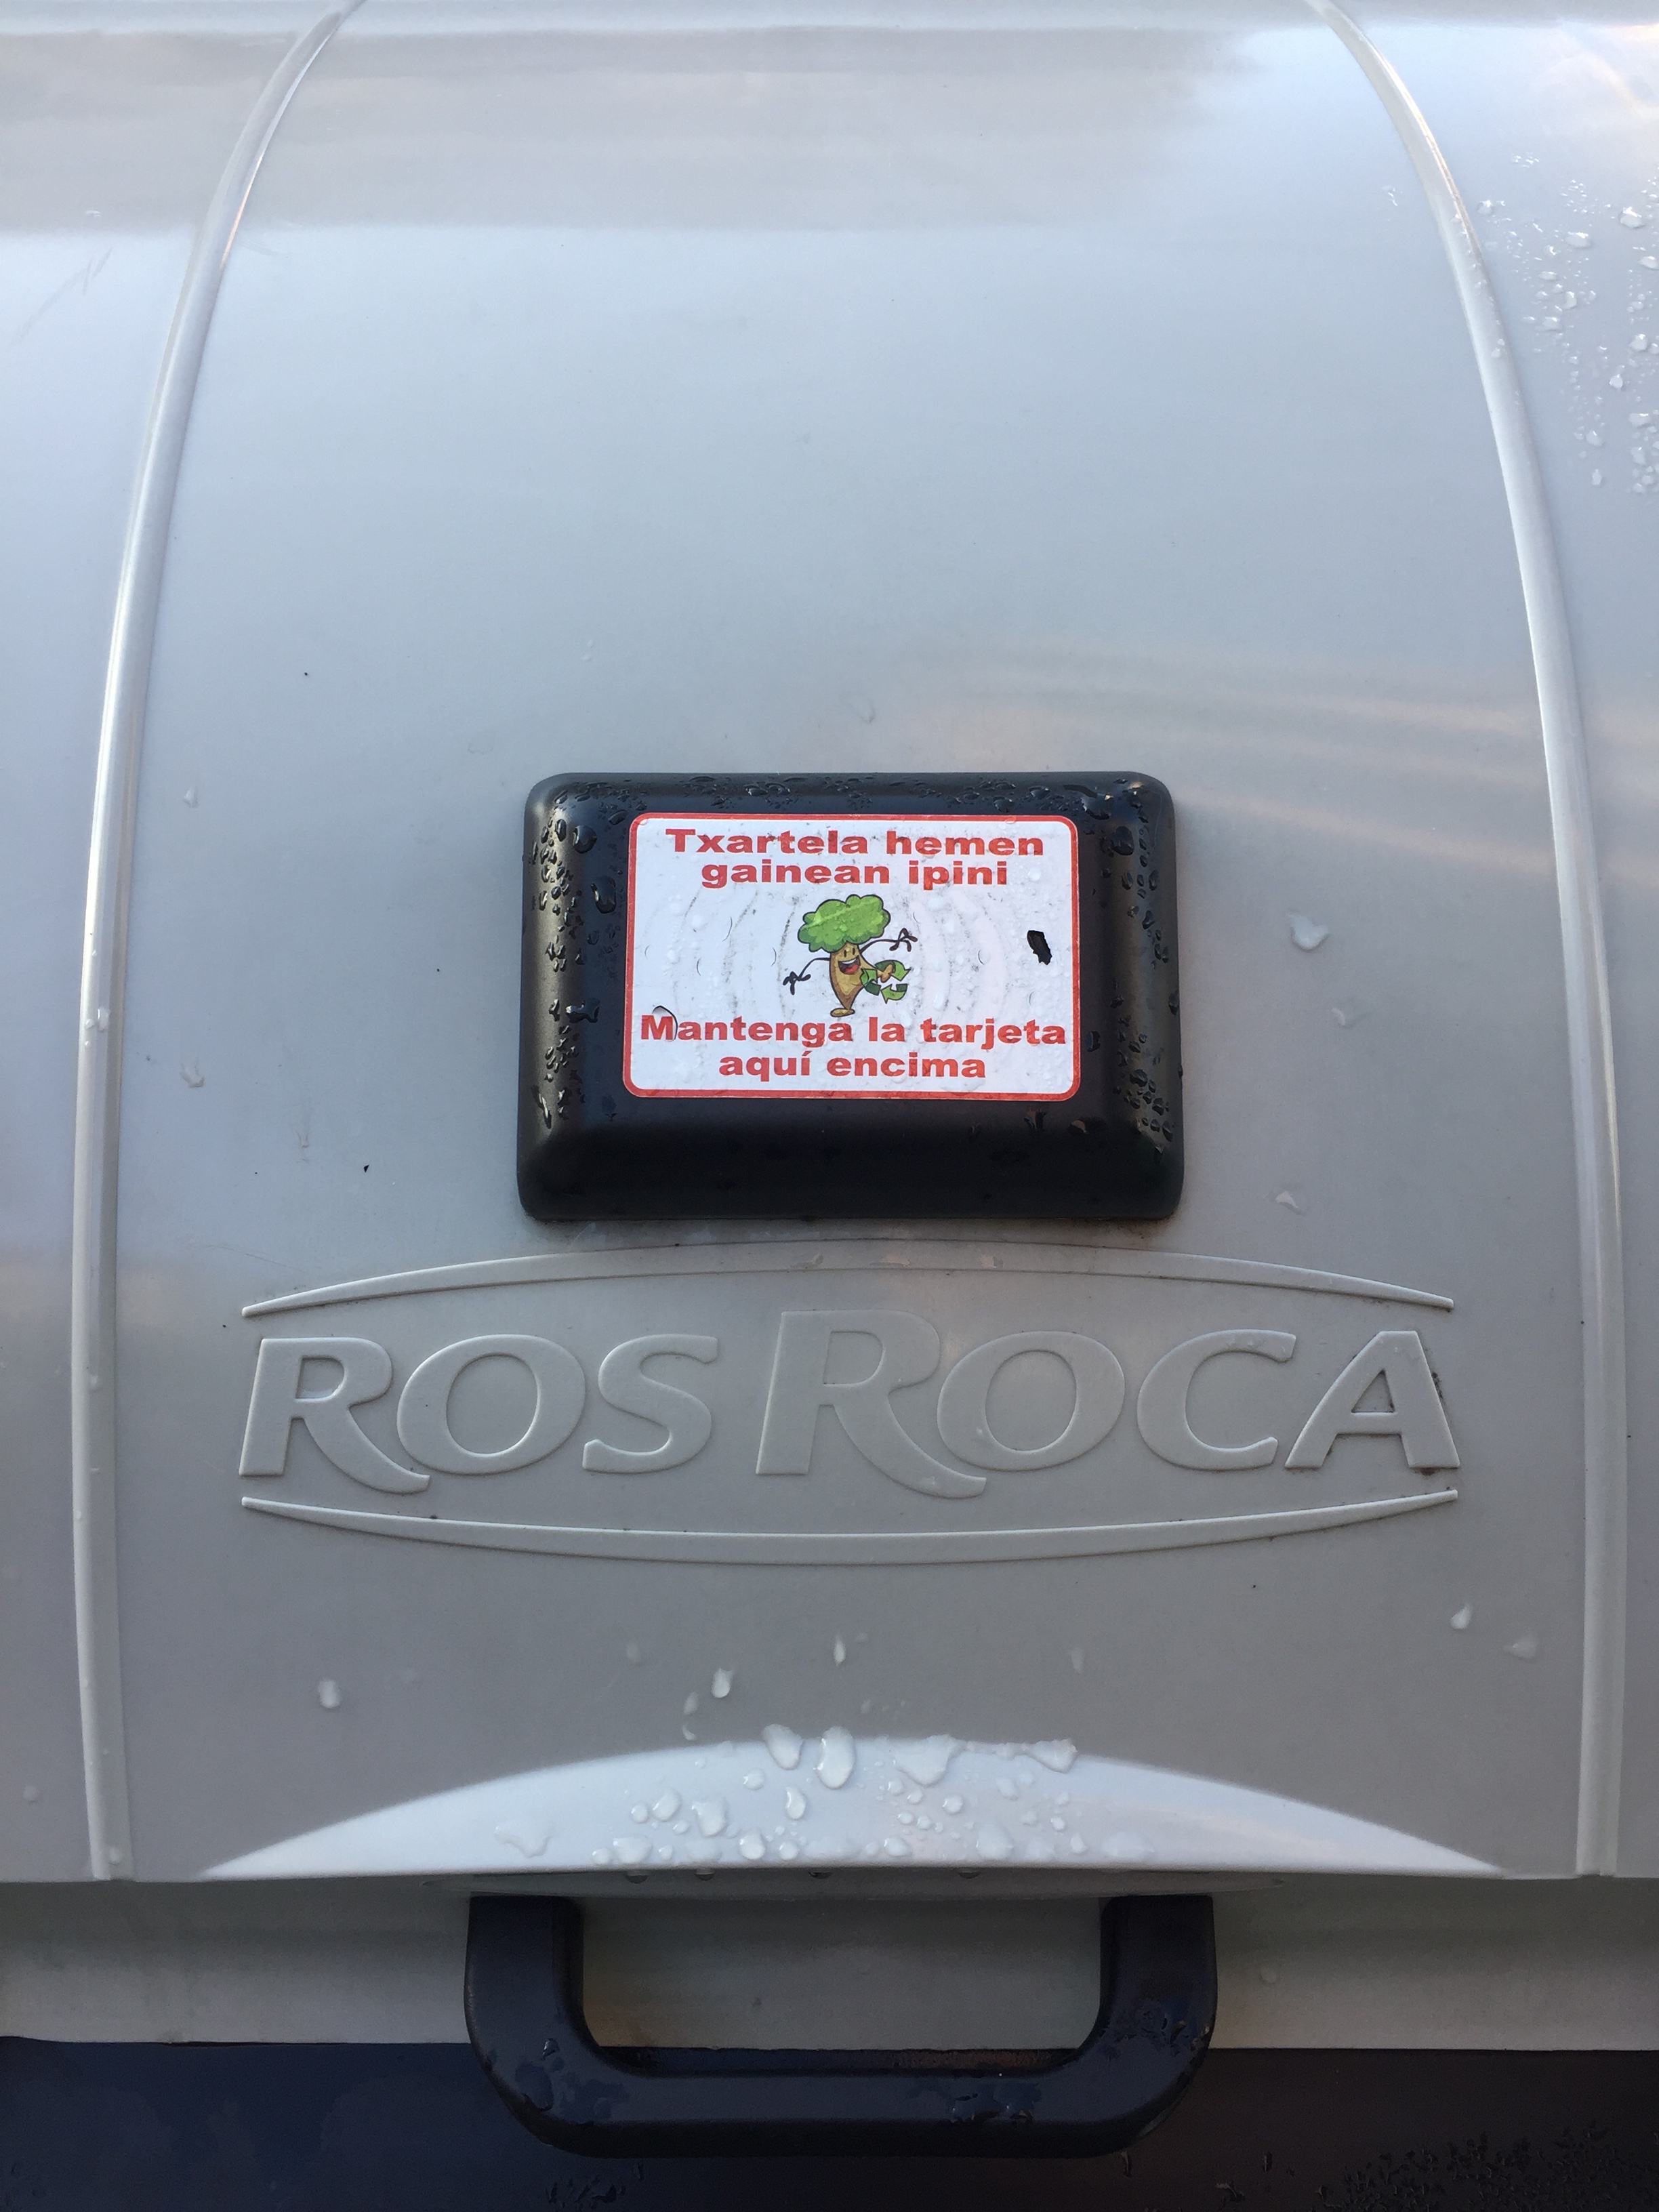 Txartela hemen
gainean ipini
Mantenga la tarjeta
aquí encima
ROS ROCA